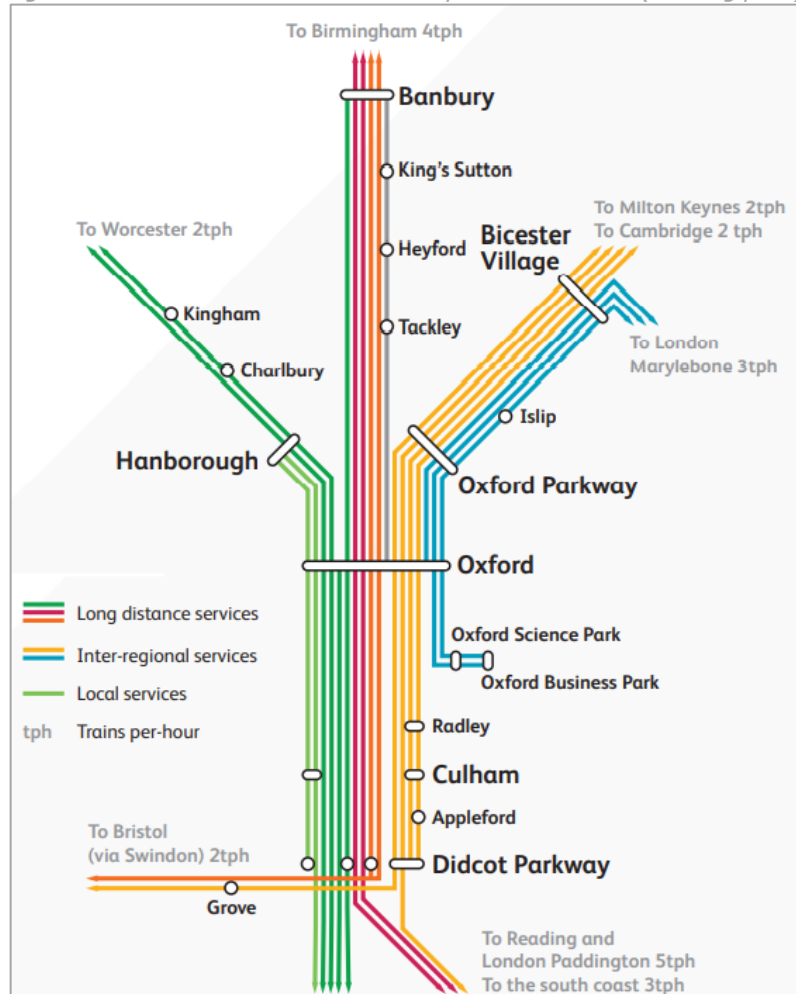 To Birmingham 4tph
Banbury
King's Sutton
To Milton Keynes 2tph
To Cambridge 2 tph
To Worcester 2tph
Bicester
Village
Heyford
Kingham
Tackley
To London
Marylebone 3tph
Charlbury
Islip
Hanborough
Oxford Parkway
Oxford
Long distance services
Inter-regional services
Local services
tph Trains per-hour
Oxford Science Park
Oxford Business Park
Radley
Culham
Appleford
To Bristol
(via Swindon) 2tph
Didcot Parkway
Grove
To Reading and
London Paddington 5tph
To the south coast 3tph